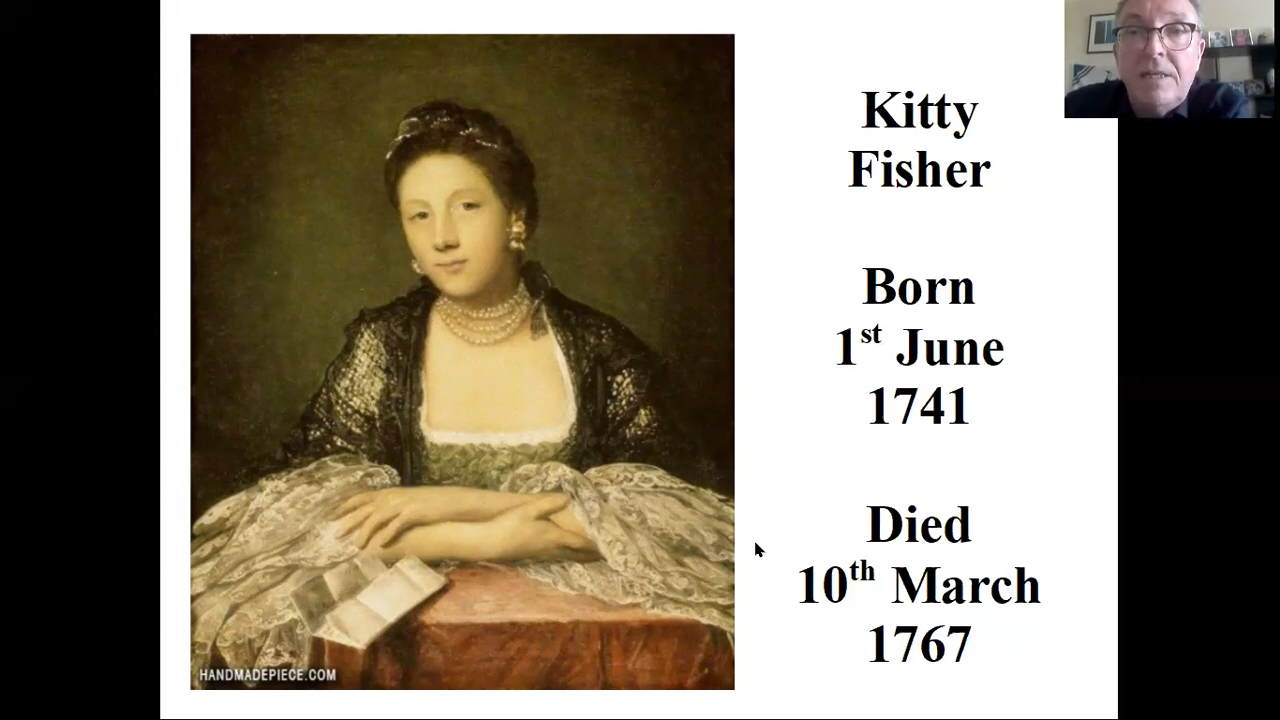 Kitty
Fisher
Born
1st June
1741
Died
10th March
1767
HANDMADEPIECE.COM